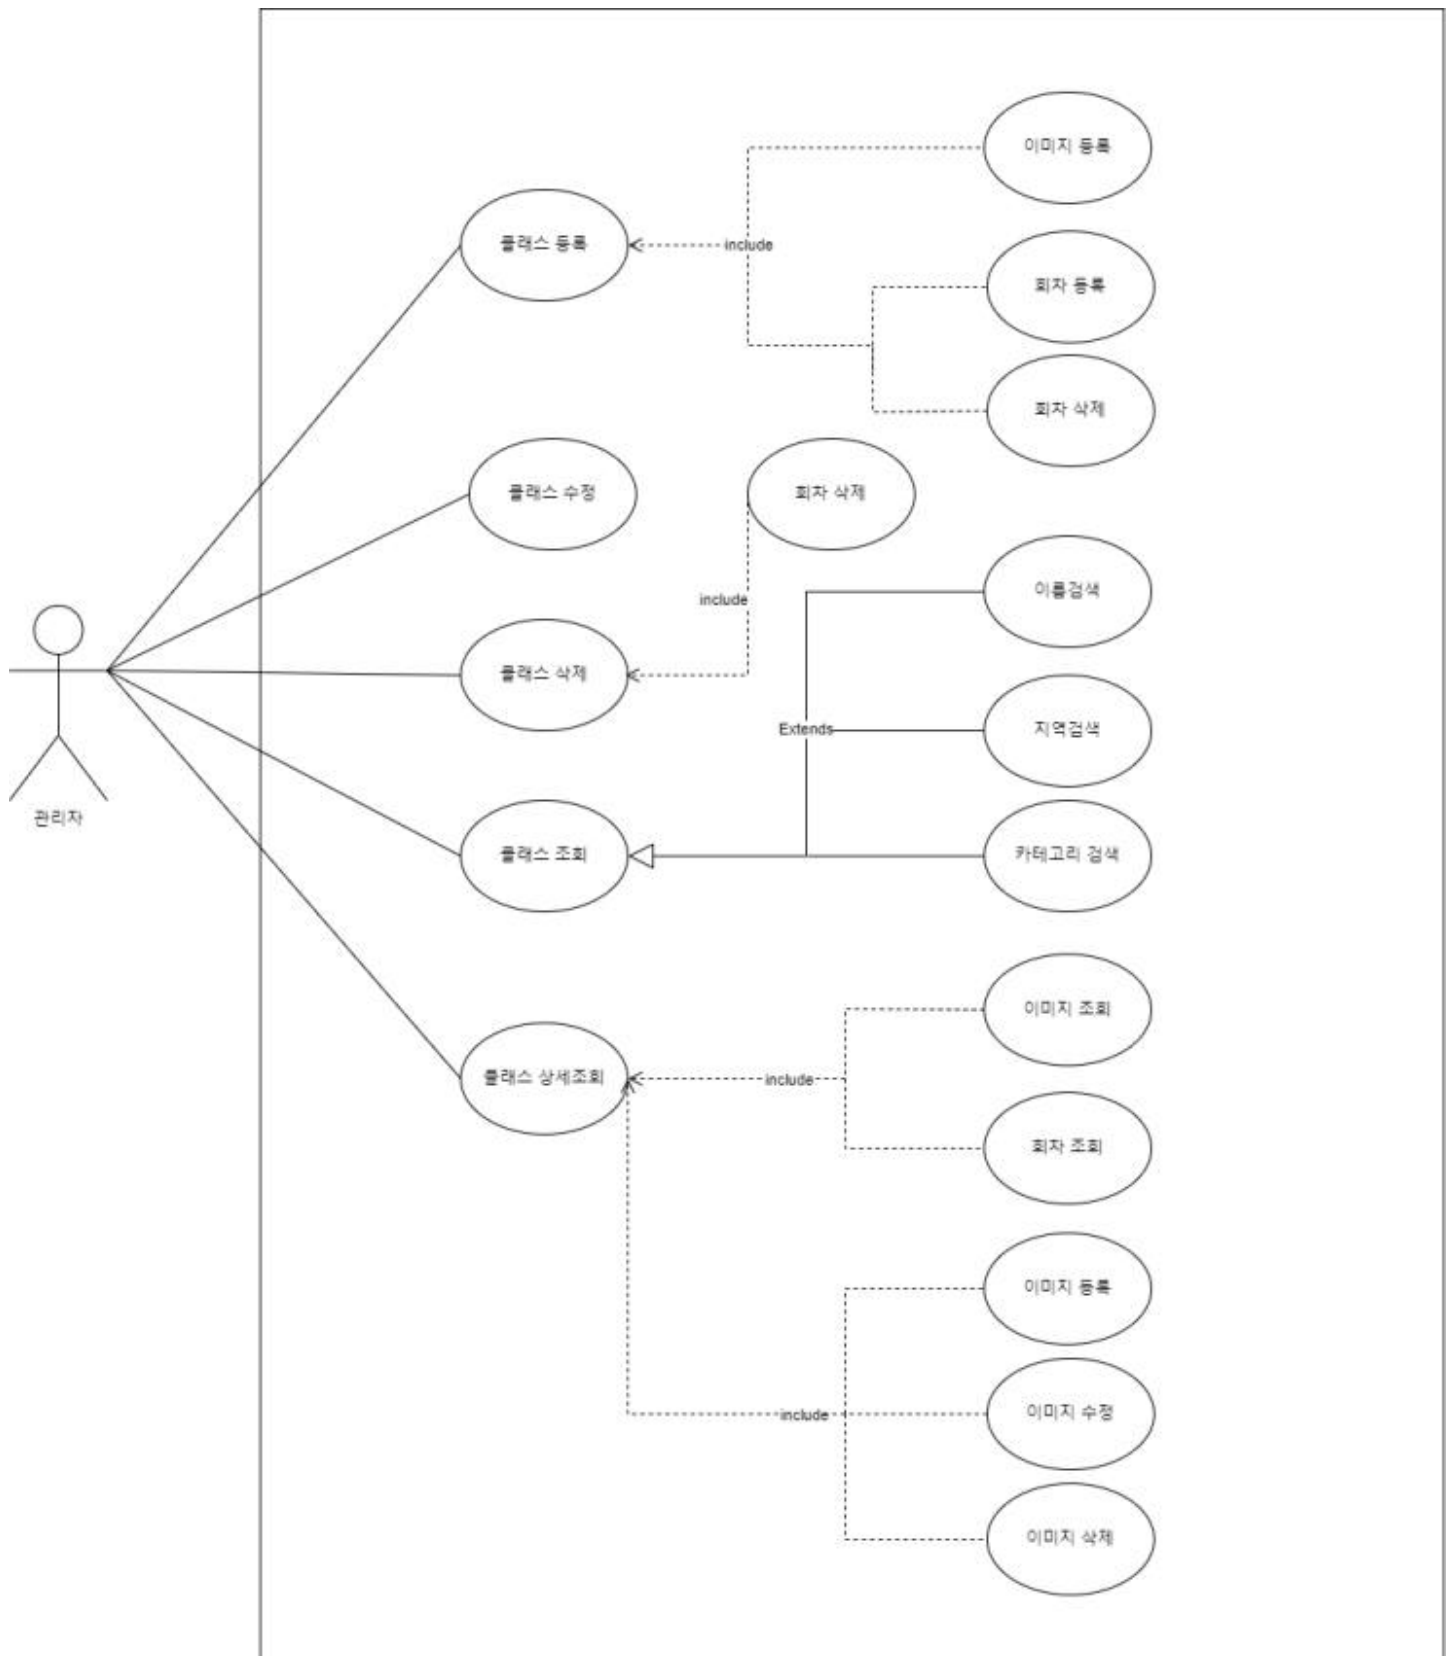 이미지 등록
클래스 등록
include
회차 등록
회차 삭제
클래스 수정
회차 삭제
이름검색
include
클래스 삭제
지역검색
Extends
관리자
클래스 조회
카테고리 검색
이미지 조회
클래스 상세조회
include
회차 조회
이미지 등록
include
이미지 수정
이미지 삭제